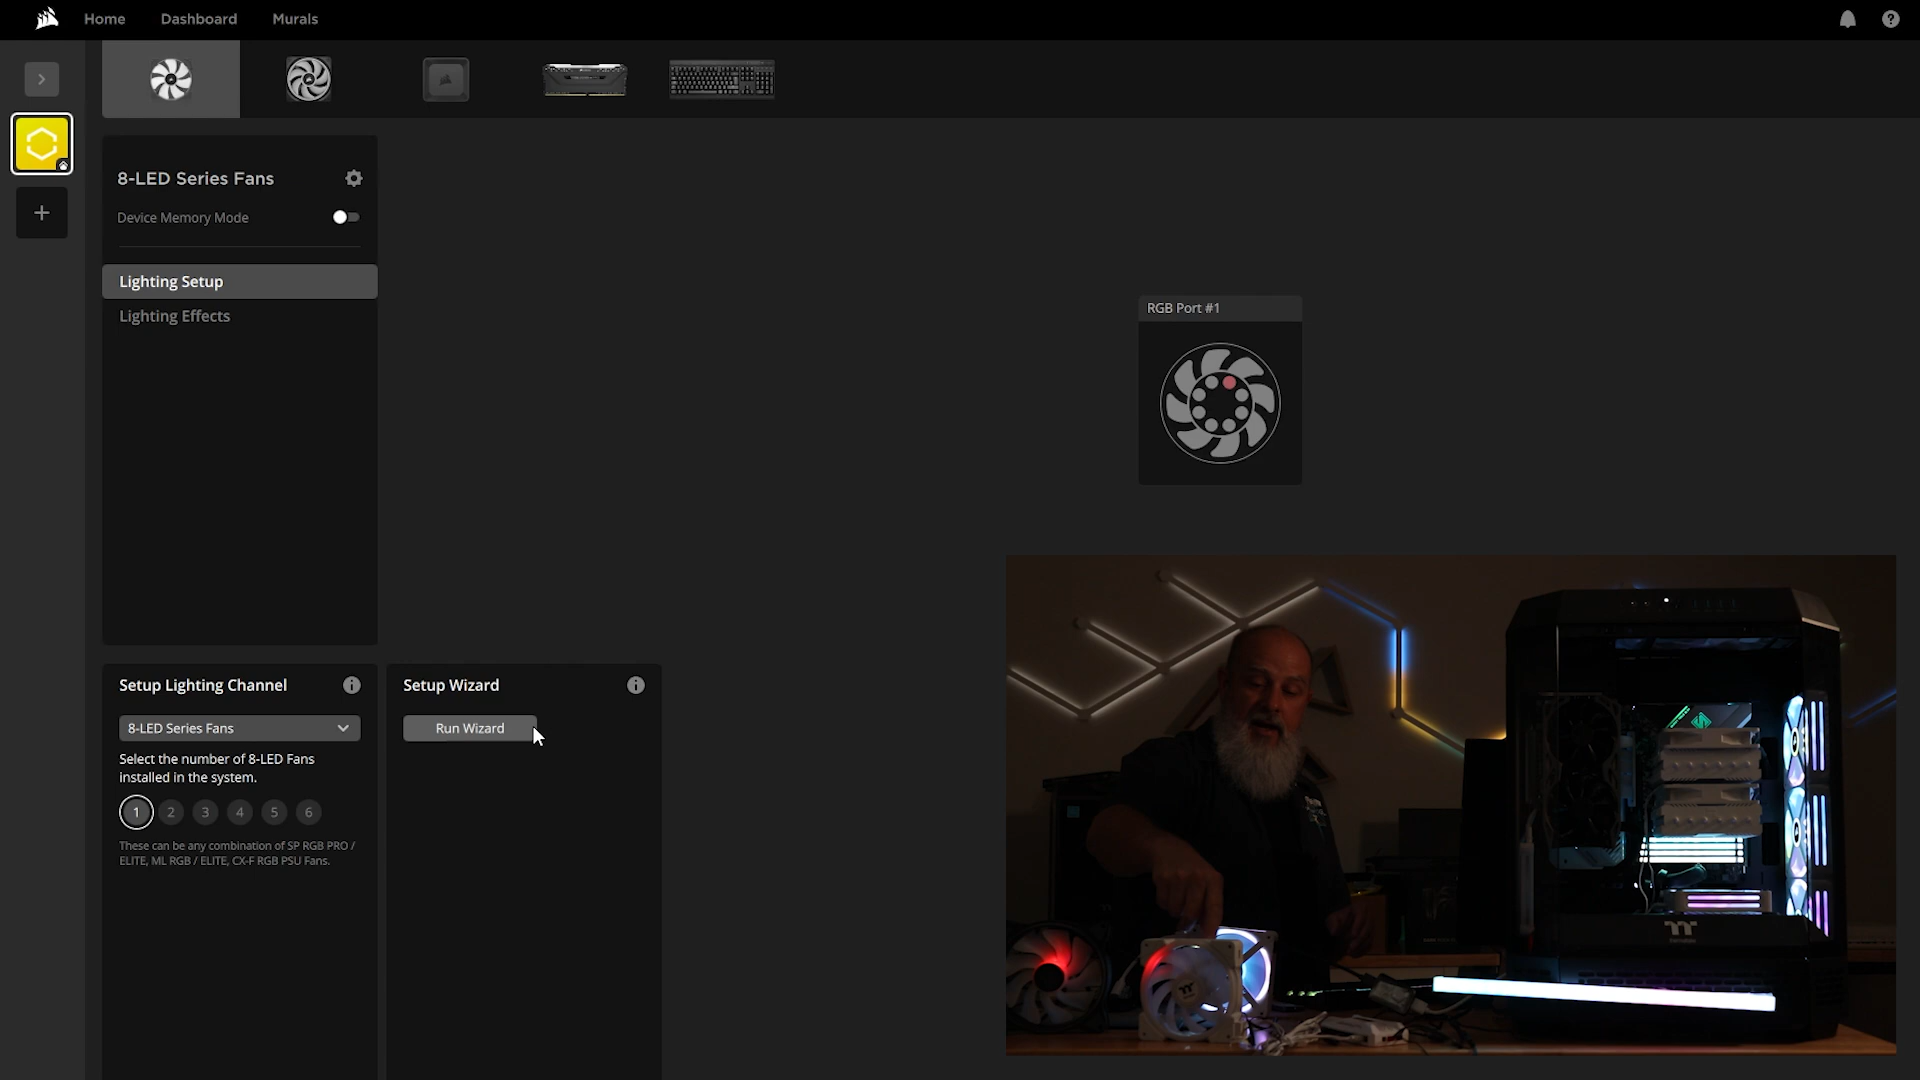 Home
Dashboard
Murals
8-LED Series Fans
Device Memory Mode
Lighting Setup
Lighting Effects
RGB Port #1
Setup Lighting Channel
8-LED Series Fans
Select the number of 8-LED Fans
installed in the system.
1 2 3 4 5 6
These can be any combination of SP RGB PRO /
ELITE, ML RGB / ELITE, CX-F RGB PSU Fans.
Setup Wizard
Run Wizard